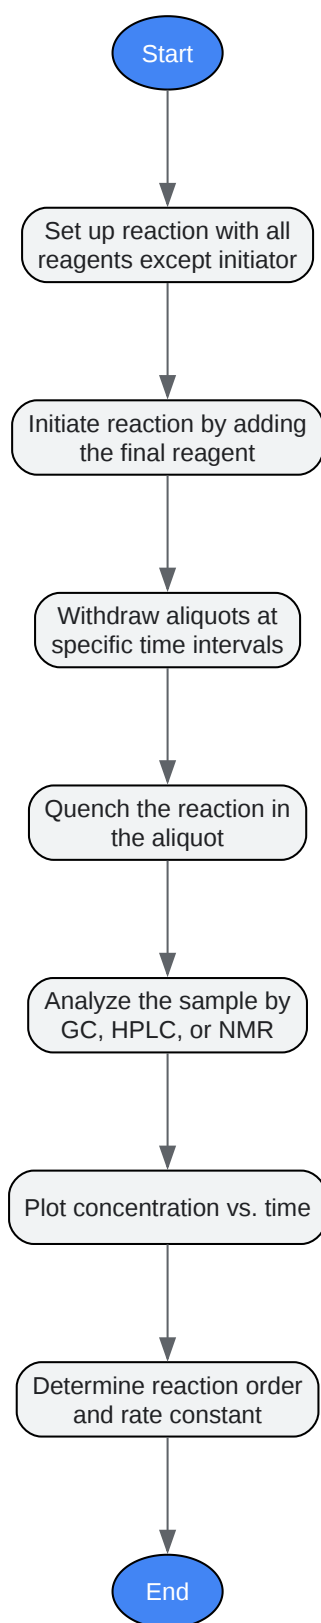 Start
Set up reaction with all
reagents except initiator
Initiate reaction by adding
the final reagent
Withdraw aliquots at
specific time intervals
Quench the reaction in
the aliquot
Analyze the sample by
GC, HPLC, or NMR
Plot concentration vs. time
Determine reaction order
and rate constant
End